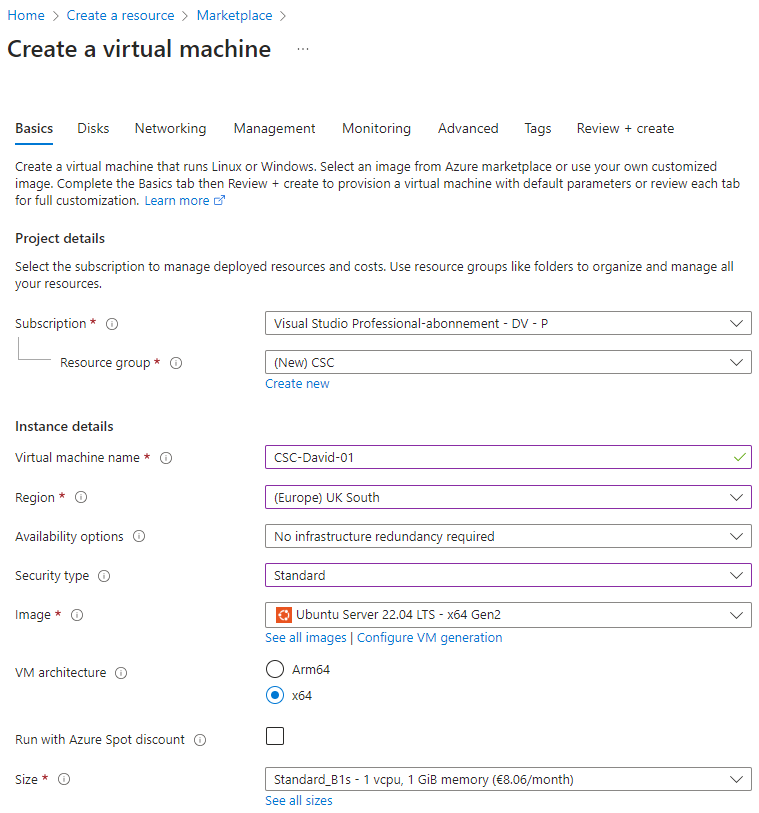 Home > Create a resource > Marketplace >
Create a virtual machine ...
Basics Disks Networking Management Monitoring Advanced Tags Review + create
Create a virtual machine that runs Linux or Windows. Select an image from Azure marketplace or use your own customized
image. Complete the Basics tab then Review + create to provision a virtual machine with default parameters or review each tab
for full customization. Learn more
Project details
Select the subscription to manage deployed resources and costs. Use resource groups like folders to organize and manage all
your resources.
Subscription * Visual Studio Professional-abonnement - DV - P
Resource group * (New) CSC
Create new
Instance details
Virtual machine name * CSC-David-01
Region * (Europe) UK South
Availability options No infrastructure redundancy required
Security type Standard
Image * Ubuntu Server 22.04 LTS - x64 Gen2
See all images | Configure VM generation
VM architecture Arm64
x64
Run with Azure Spot discount
Size * Standard_B1s - 1 vcpu, 1 GiB memory (€8.06/month)
See all sizes